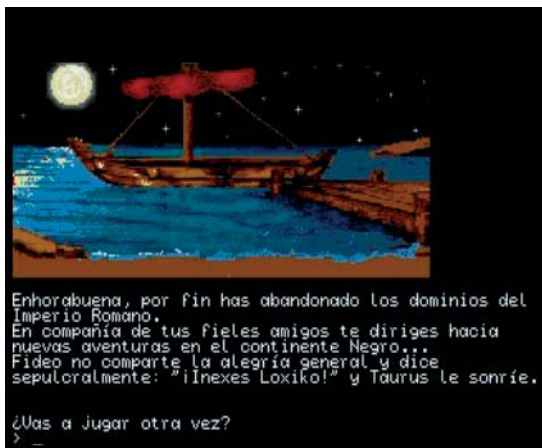 Enhorabuena, por fin has abandonado los dominios del
Imperio Romano.
En compañía de tus fieles amigos te diriges hacia
nuevas aventuras en el continente Negro...
Fideo no comparte la alegría general y dice
sepulcralmente: "¡Inexes Loxiko!" y Taurus le sonríe.
¿Vas a jugar otra vez?
> _